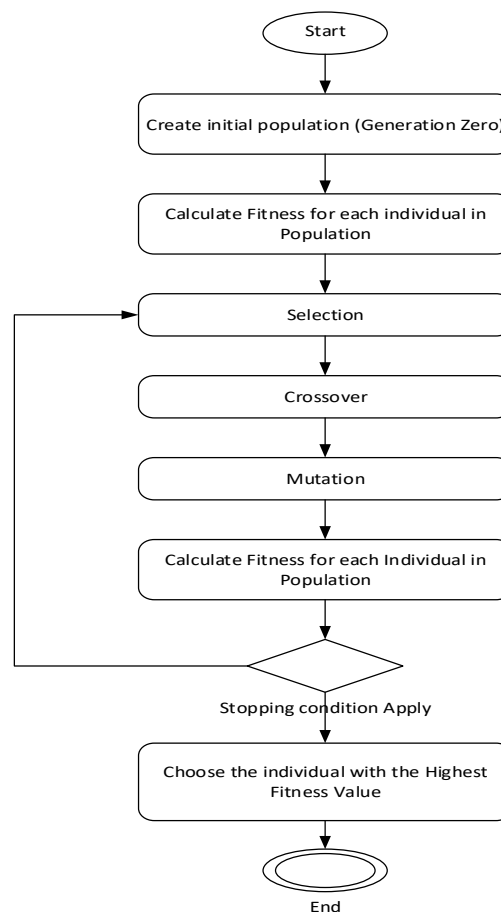 Start
Create initial population (Generation Zero)
Calculate Fitness for each individual in
Population
Selection
Crossover
Mutation
Calculate Fitness for each Individual in
Population
Stopping condition Apply
Choose the individual with the Highest
Fitness Value
End